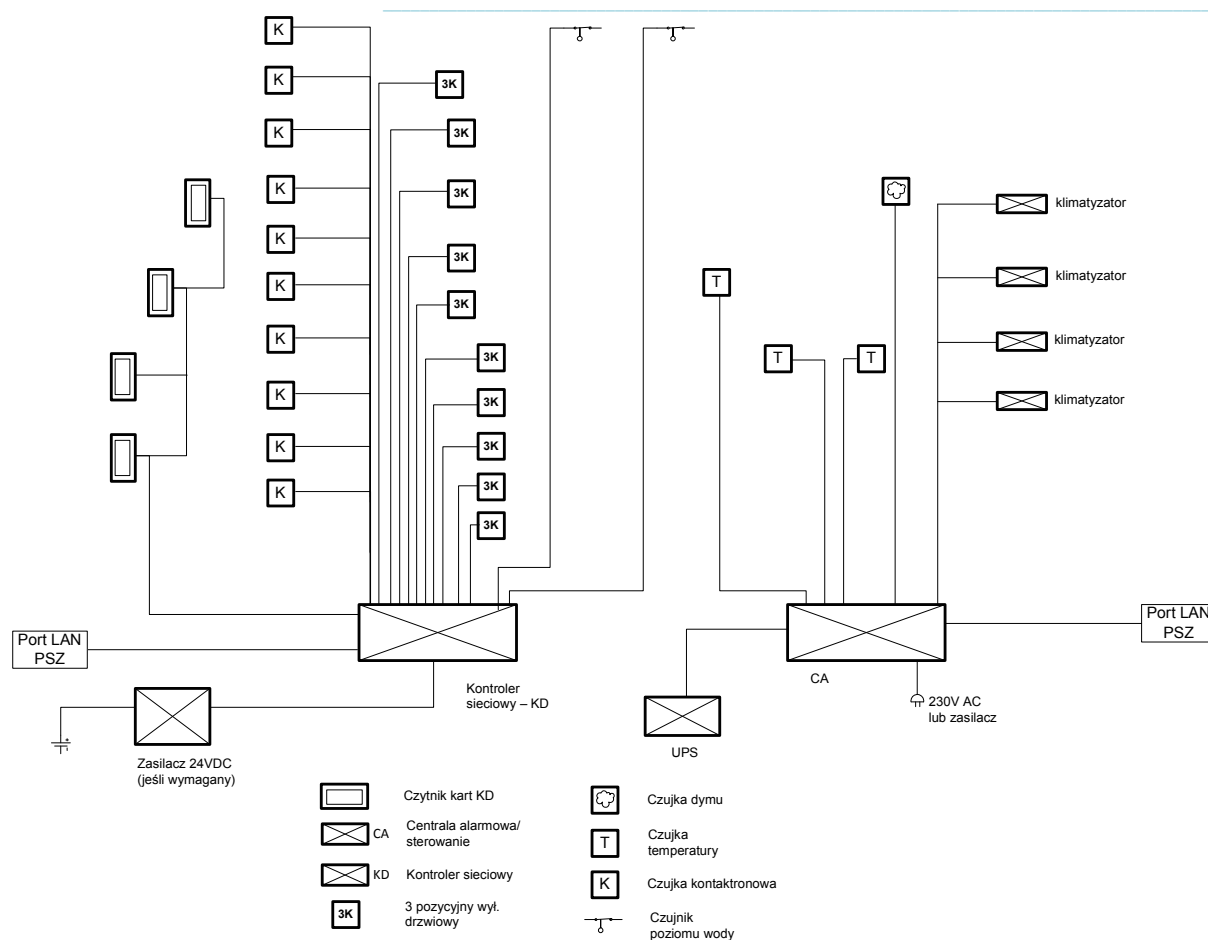 K
K
3K
K
3K
K
3K
klimatyzator
K
3K
K
T
klimatyzator
3K
K
klimatyzator
3K
T
T
K
3K
klimatyzator
K
3K
K
3K
3K
Port LAN
PSZ
Kontroler
sieciowy – KD
CA
Port LAN
PSZ
230V AC
lub zasilacz
UPS
Zasilacz 24VDC
(jeśli wymagany)
Czytnik kart KD
CA
Centrala alarmowa/
sterowanie
KD
Kontroler sieciowy
3K
3 pozycyjny wył.
drzwiowy
Czujka dymu
T
Czujka
temperatury
K
Czujka kontaktronowa
Czujnik
poziomu wody